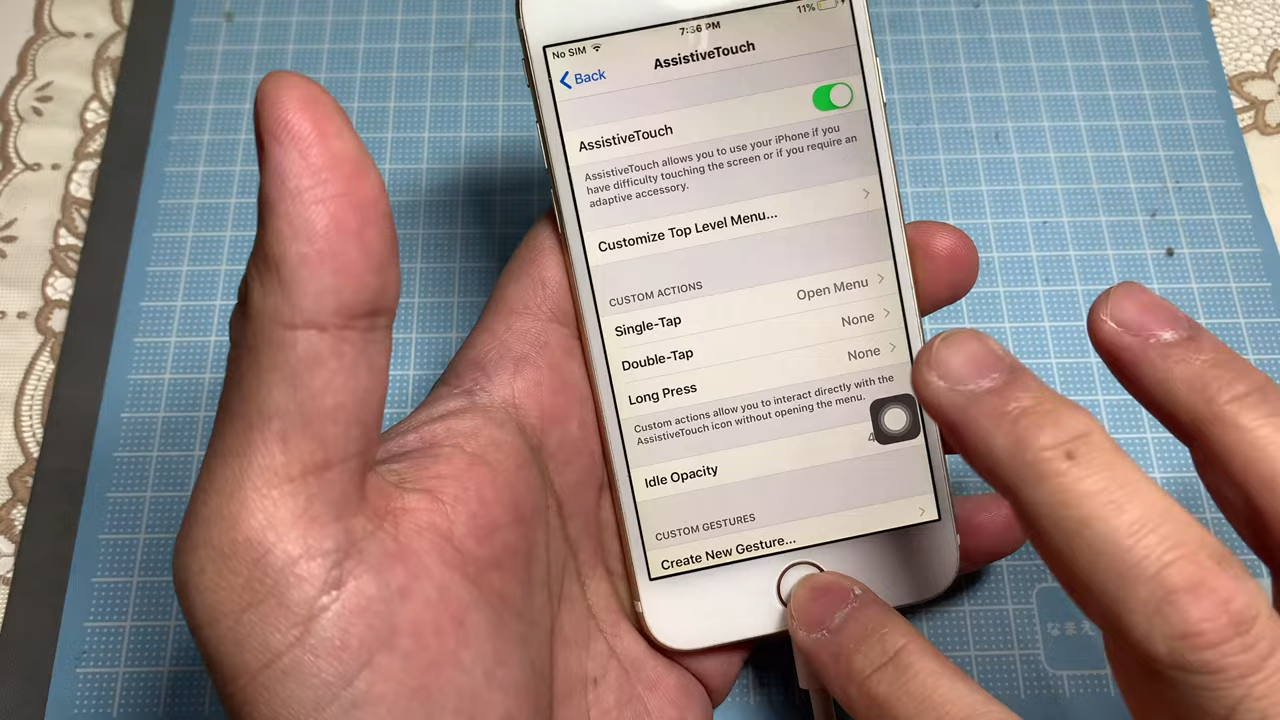 No SIM 7:36 PM 11%
Back AssistiveTouch
AssistiveTouch
AssistiveTouch allows you to use your iPhone if you
have difficulty touching the screen or if you require an
adaptive accessory.
Customize Top Level Menu...
CUSTOM ACTIONS
Single-Tap Open Menu
Double-Tap None
Long Press None
Custom actions allow you to interact directly with the
AssistiveTouch icon without opening the menu.
Idle Opacity
CUSTOM GESTURES
Create New Gesture...
なまえ